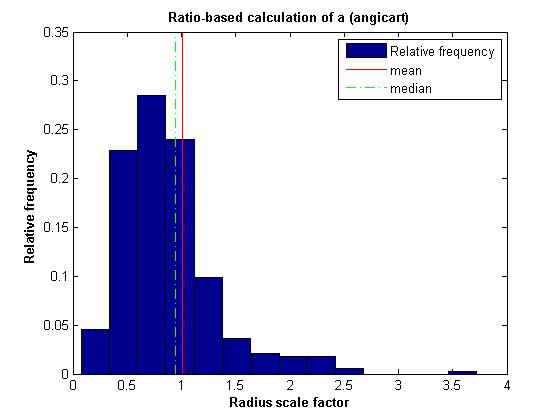 Ratio-based calculation of a (angicart)
Relative frequency
mean
median
0.35
0.3
0.25
0.2
0.15
0.1
0.05
0
Relative frequency
0 0.5 1 1.5 2 2.5 3 3.5 4
Radius scale factor